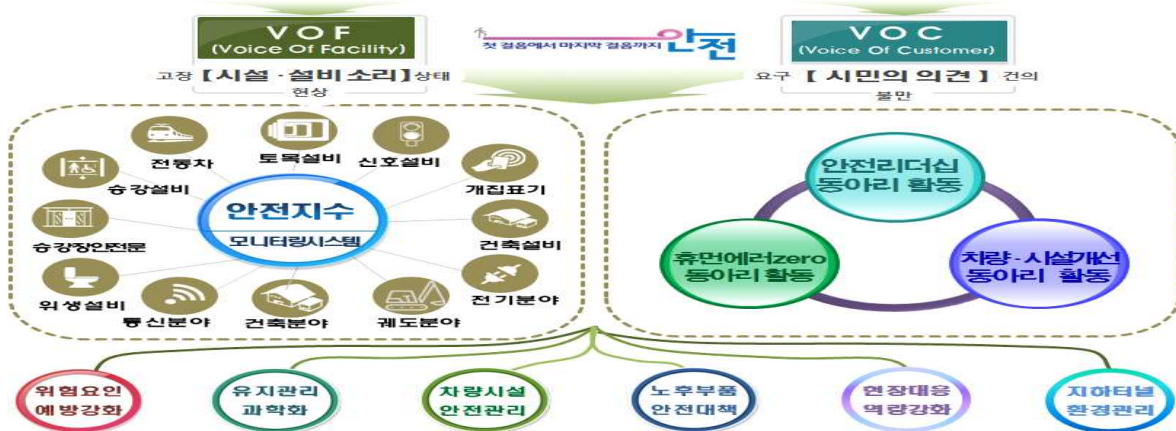 VOF
(Voice Of Facility)
고장 【시설·설비소리】상태
현상
첫 걸음에서 마지막 걸음까지 안전
VOC
(Voice Of Customer)
요구 【 시민의 의견 】 건의
불만
전동차
토목설비
신호설비
승강설비
개집표기
안전지수
모니터링시스템
승강장안전문
건축설비
위생설비
전기분야
통신분야
건축분야
궤도분야
안전리더십
동아리 활동
휴먼에러zero
동아리 활동
차량·시설개선
동아리 활동
위험요인
예방강화
유지관리
과학화
차량시설
안전관리
노후부품
안전대책
현장대응
역량강화
지하터널
환경관리